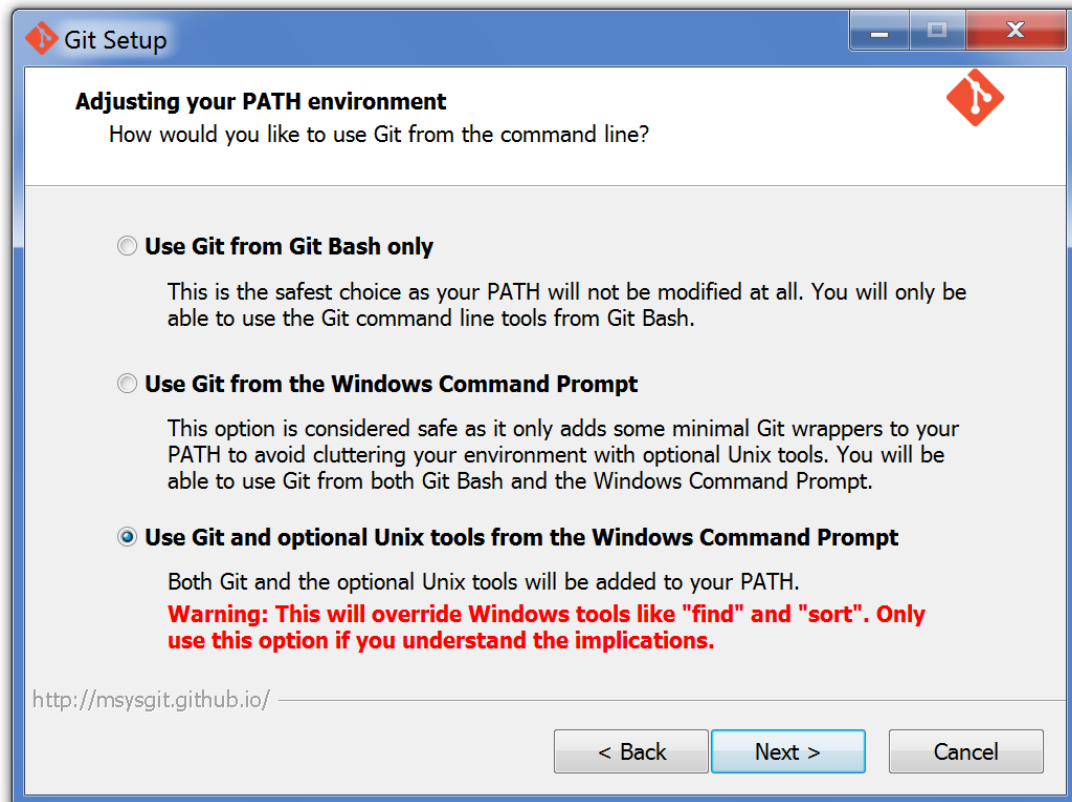 Git Setup
Adjusting your PATH environment
How would you like to use Git from the command line?
Use Git from Git Bash only
This is the safest choice as your PATH will not be modified at all. You will only be
able to use the Git command line tools from Git Bash.
Use Git from the Windows Command Prompt
This option is considered safe as it only adds some minimal Git wrappers to your
PATH to avoid cluttering your environment with optional Unix tools. You will be
able to use Git from both Git Bash and the Windows Command Prompt.
Use Git and optional Unix tools from the Windows Command Prompt
Both Git and the optional Unix tools will be added to your PATH.
Warning: This will override Windows tools like "find" and "sort". Only
use this option if you understand the implications.
http://msysgit.github.io/
< Back Next > Cancel